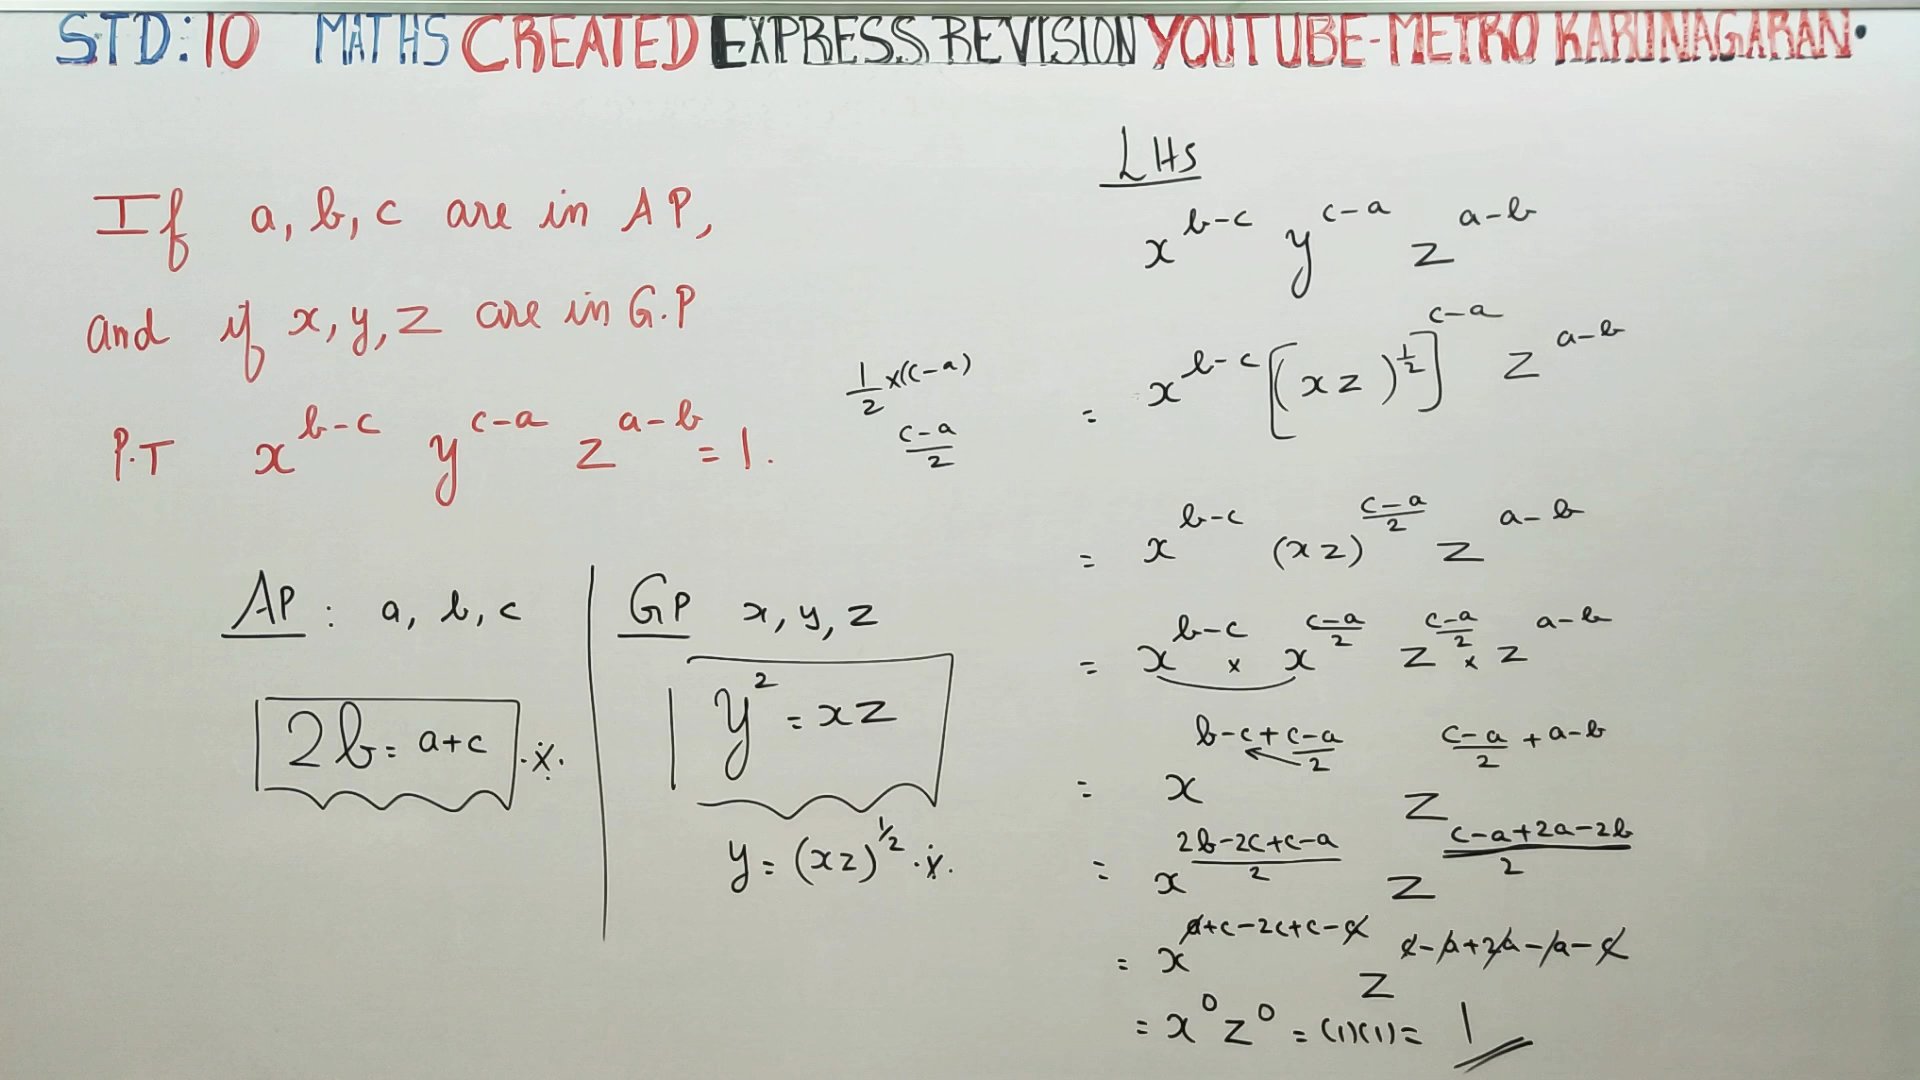 STD:10 MATHS CREATED EXPRESS REVISION YOUTUBE-METRO KARUNAGARAN.
If a, b, c are in AP,
and if x, y, z are in G.P
P.T x^(b-c) y^(c-a) z^(a-b) = 1.
1/2 ×(c-a)
(c-a)/2
AP : a, b, c
2b = a+c
GP x, y, z
y² = xz
y = (xz)^(1/2)
LHS
x^(b-c) y^(c-a) z^(a-b)
= x^(b-c) [(xz)^(1/2)]^(c-a) z^(a-b)
= x^(b-c) (xz)^((c-a)/2) z^(a-b)
= x^(b-c) × x^((c-a)/2) z^((c-a)/2) × z^(a-b)
= x^(b-c+(c-a)/2) z^((c-a)/2+a-b)
= x^((2b-2c+c-a)/2) z^((c-a+2a-2b)/2)
= x^(a+c-2c+c-a) z^(c-a+2a-a-c)
= x^0 z^0 = (1)(1) = 1